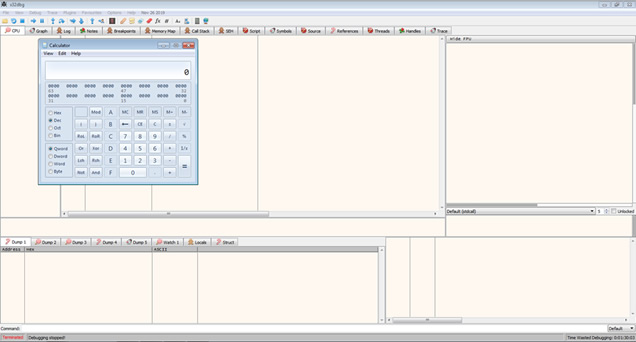 x32dbg
File View Debug Trace Plugins Favourites Options Help Nov 26 2016
CPU Graph Log Notes Breakpoints Memory Map Call Stack SEH Script Symbols Source References Threads Handles Trace
Hide FPU
Calculator
View Edit Help
0
0000 0000 0000 0000 0000 0000 0000 0000
63 47 32
0000 0000 0000 0000 0000 0000 0000 0000
31 15 0
Hex Mod A MC MR MS M+ M-
Dec ( ) B ← CE C ± √
Oct
Bin RoL RoR C 7 8 9 / %
Qword Or Xor D 4 5 6 * 1/x
Dword
Word Lsh Rsh E 1 2 3 - =
Byte Not And F 0 . +
Default (stdcall) 5 Unlocked
Dump 1 Dump 2 Dump 3 Dump 4 Dump 5 Watch 1 Locals Struct
Address Hex ASCII
Command: Default
Terminated Debugging stopped! Time Wasted Debugging: 0:01:30:03